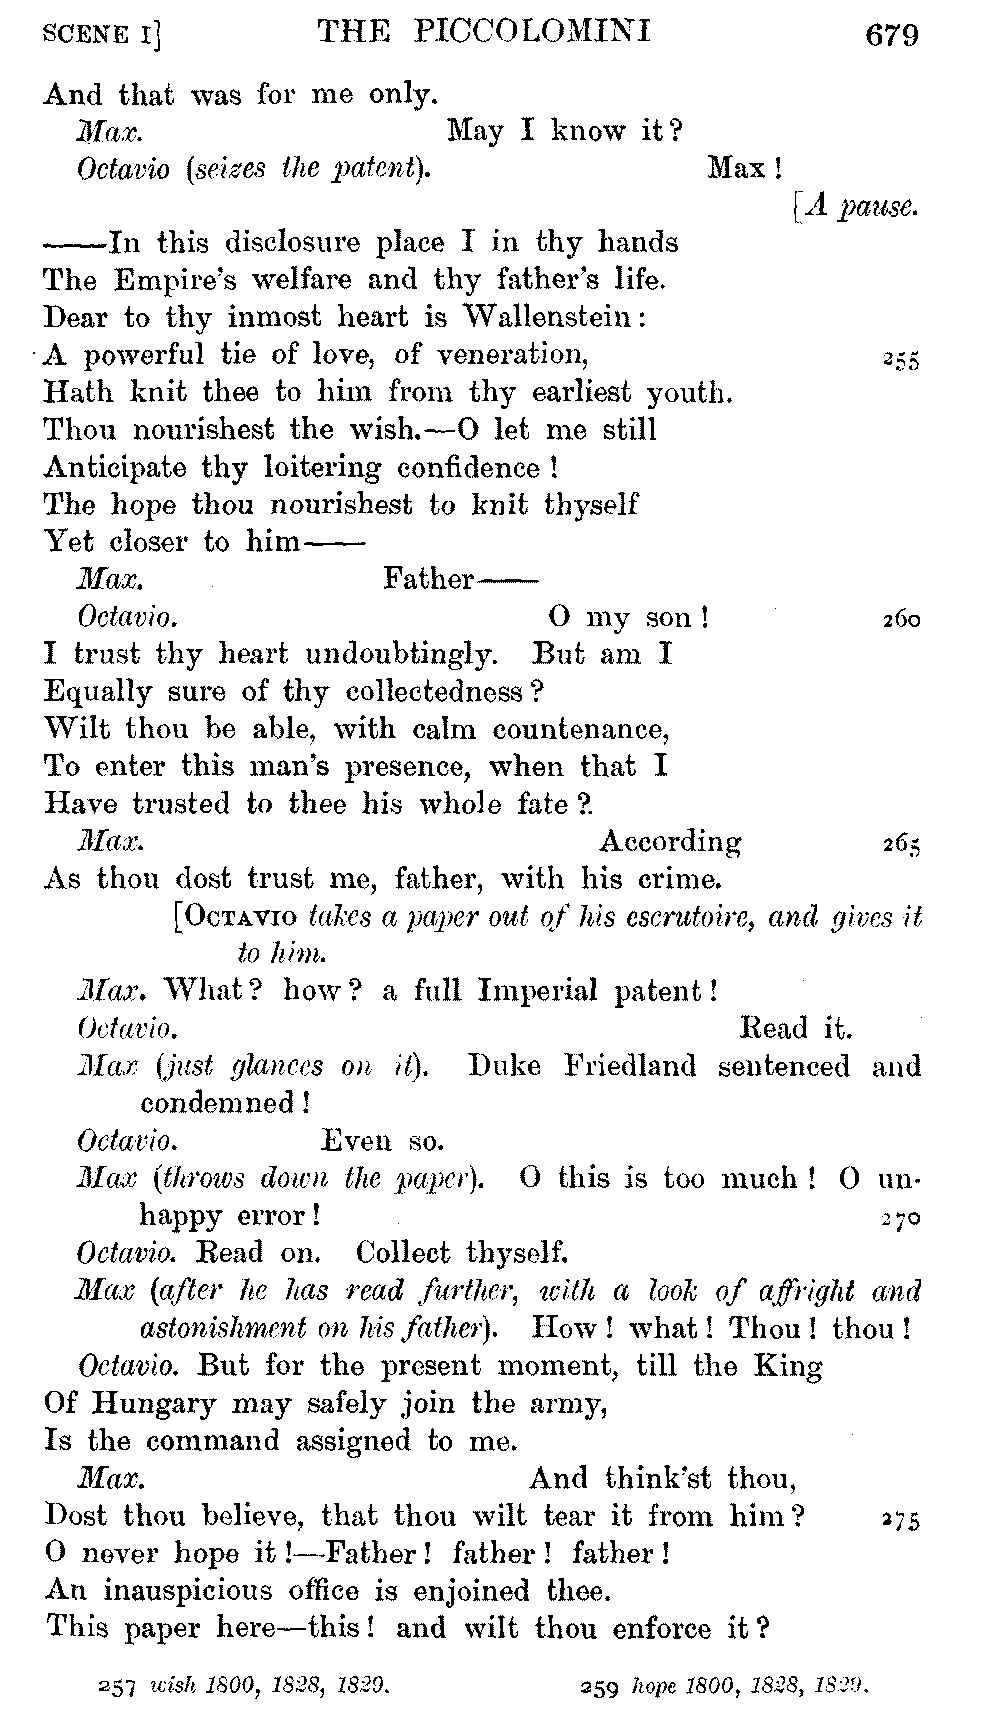 SCENE I] THE PICCOLOMINI 679
And that was for me only.
Max. May I know it?
Octavio (seizes the patent). Max!
[A pause.
——In this disclosure place I in thy hands
The Empire's welfare and thy father's life.
Dear to thy inmost heart is Wallenstein:
A powerful tie of love, of veneration, 255
Hath knit thee to him from thy earliest youth.
Thou nourishest the wish.—O let me still
Anticipate thy loitering confidence!
The hope thou nourishest to knit thyself
Yet closer to him——
Max. Father——
Octavio. O my son! 260
I trust thy heart undoubtingly. But am I
Equally sure of thy collectedness?
Wilt thou be able, with calm countenance,
To enter this man's presence, when that I
Have trusted to thee his whole fate?
Max. According 265
As thou dost trust me, father, with his crime.
[OCTAVIO takes a paper out of his escrutoire, and gives it
to him.
Max. What? how? a full Imperial patent!
Octavio. Read it.
Max (just glances on it). Duke Friedland sentenced and
condemned!
Octavio. Even so.
Max (throws down the paper). O this is too much! O un-
happy error! 270
Octavio. Read on. Collect thyself.
Max (after he has read further, with a look of affright and
astonishment on his father). How! what! Thou! thou!
Octavio. But for the present moment, till the King
Of Hungary may safely join the army,
Is the command assigned to me.
Max. And think'st thou,
Dost thou believe, that thou wilt tear it from him? 275
O never hope it!—Father! father! father!
An inauspicious office is enjoined thee.
This paper here—this! and wilt thou enforce it?
257 wish 1800, 1828, 1829. 259 hope 1800, 1828, 1829.